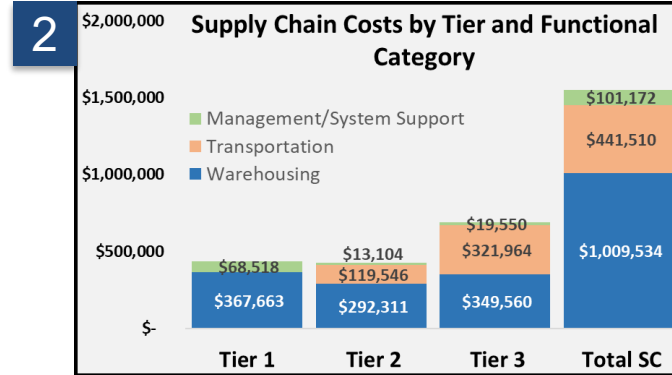 2
Supply Chain Costs by Tier and Functional
Category
$2,000,000
$1,500,000
$1,000,000
$500,000
$-
Management/System Support
Transportation
Warehousing
$68,518
$367,663
$13,104
$119,546
$292,311
$19,550
$321,964
$349,560
$101,172
$441,510
$1,009,534
Tier 1
Tier 2
Tier 3
Total SC